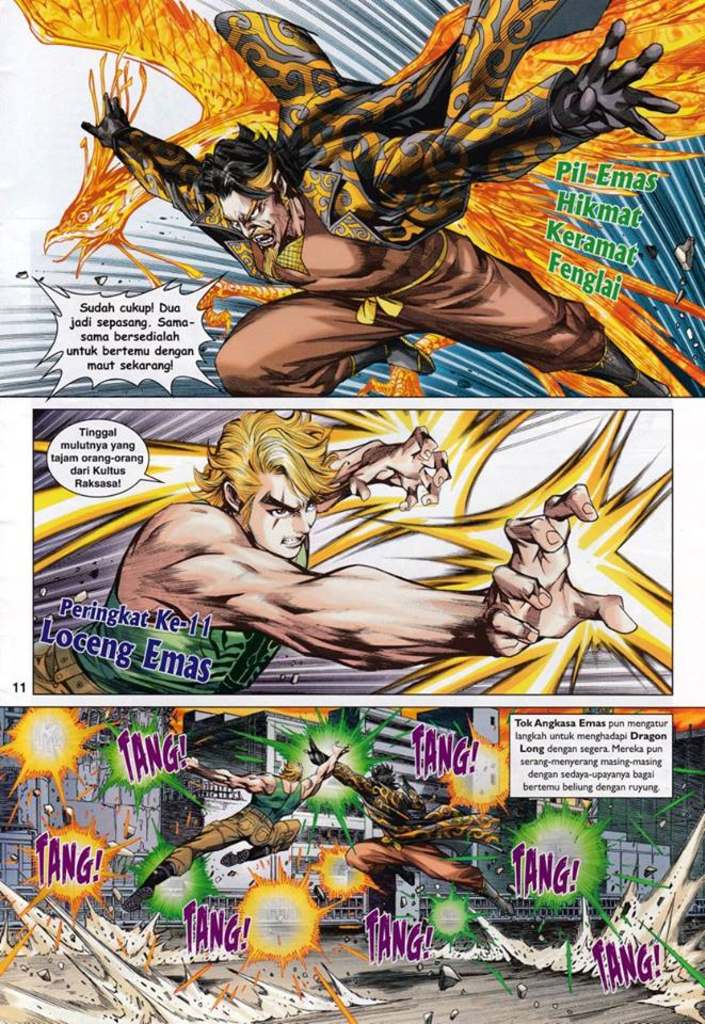 Pil Emas
Hikmat
Keramat
Fenglai
Sudah cukup! Dua
jadi sepasang. Sama-
sama bersedialah
untuk bertemu dengan
maut sekarang!
Tinggal
mulutnya yang
tajam orang-orang
dari Kultus
Raksasa!
Peringkat Ke-11
Loceng Emas
11
Tok Angkasa Emas pun mengatur
langkah untuk menghadapi Dragon
Long dengan segera. Mereka pun
serang-menyerang masing-masing
dengan sedaya-upayanya bagai
bertemu beliung dengan ruyung.
TANG!
TANG!
TANG!
TANG!
TANG!
TANG!
TANG!